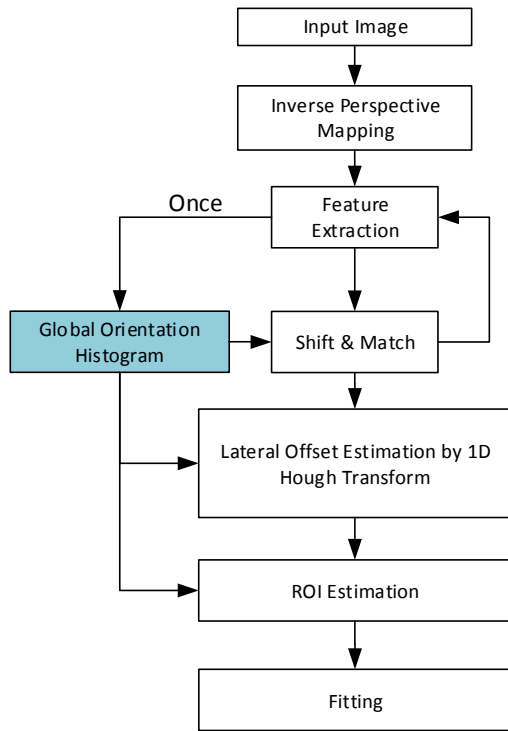 Input Image
Inverse Perspective
Mapping
Once
Feature
Extraction
Global Orientation
Histogram
Shift & Match
Lateral Offset Estimation by 1D
Hough Transform
ROI Estimation
Fitting